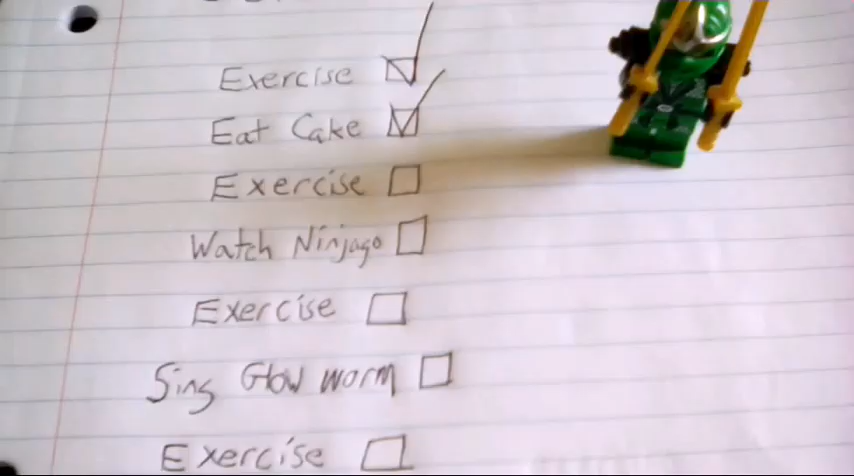 Exercise
Eat Cake
Exercise
Watch Ninjago
Exercise
Sing Glow worm
Exercise